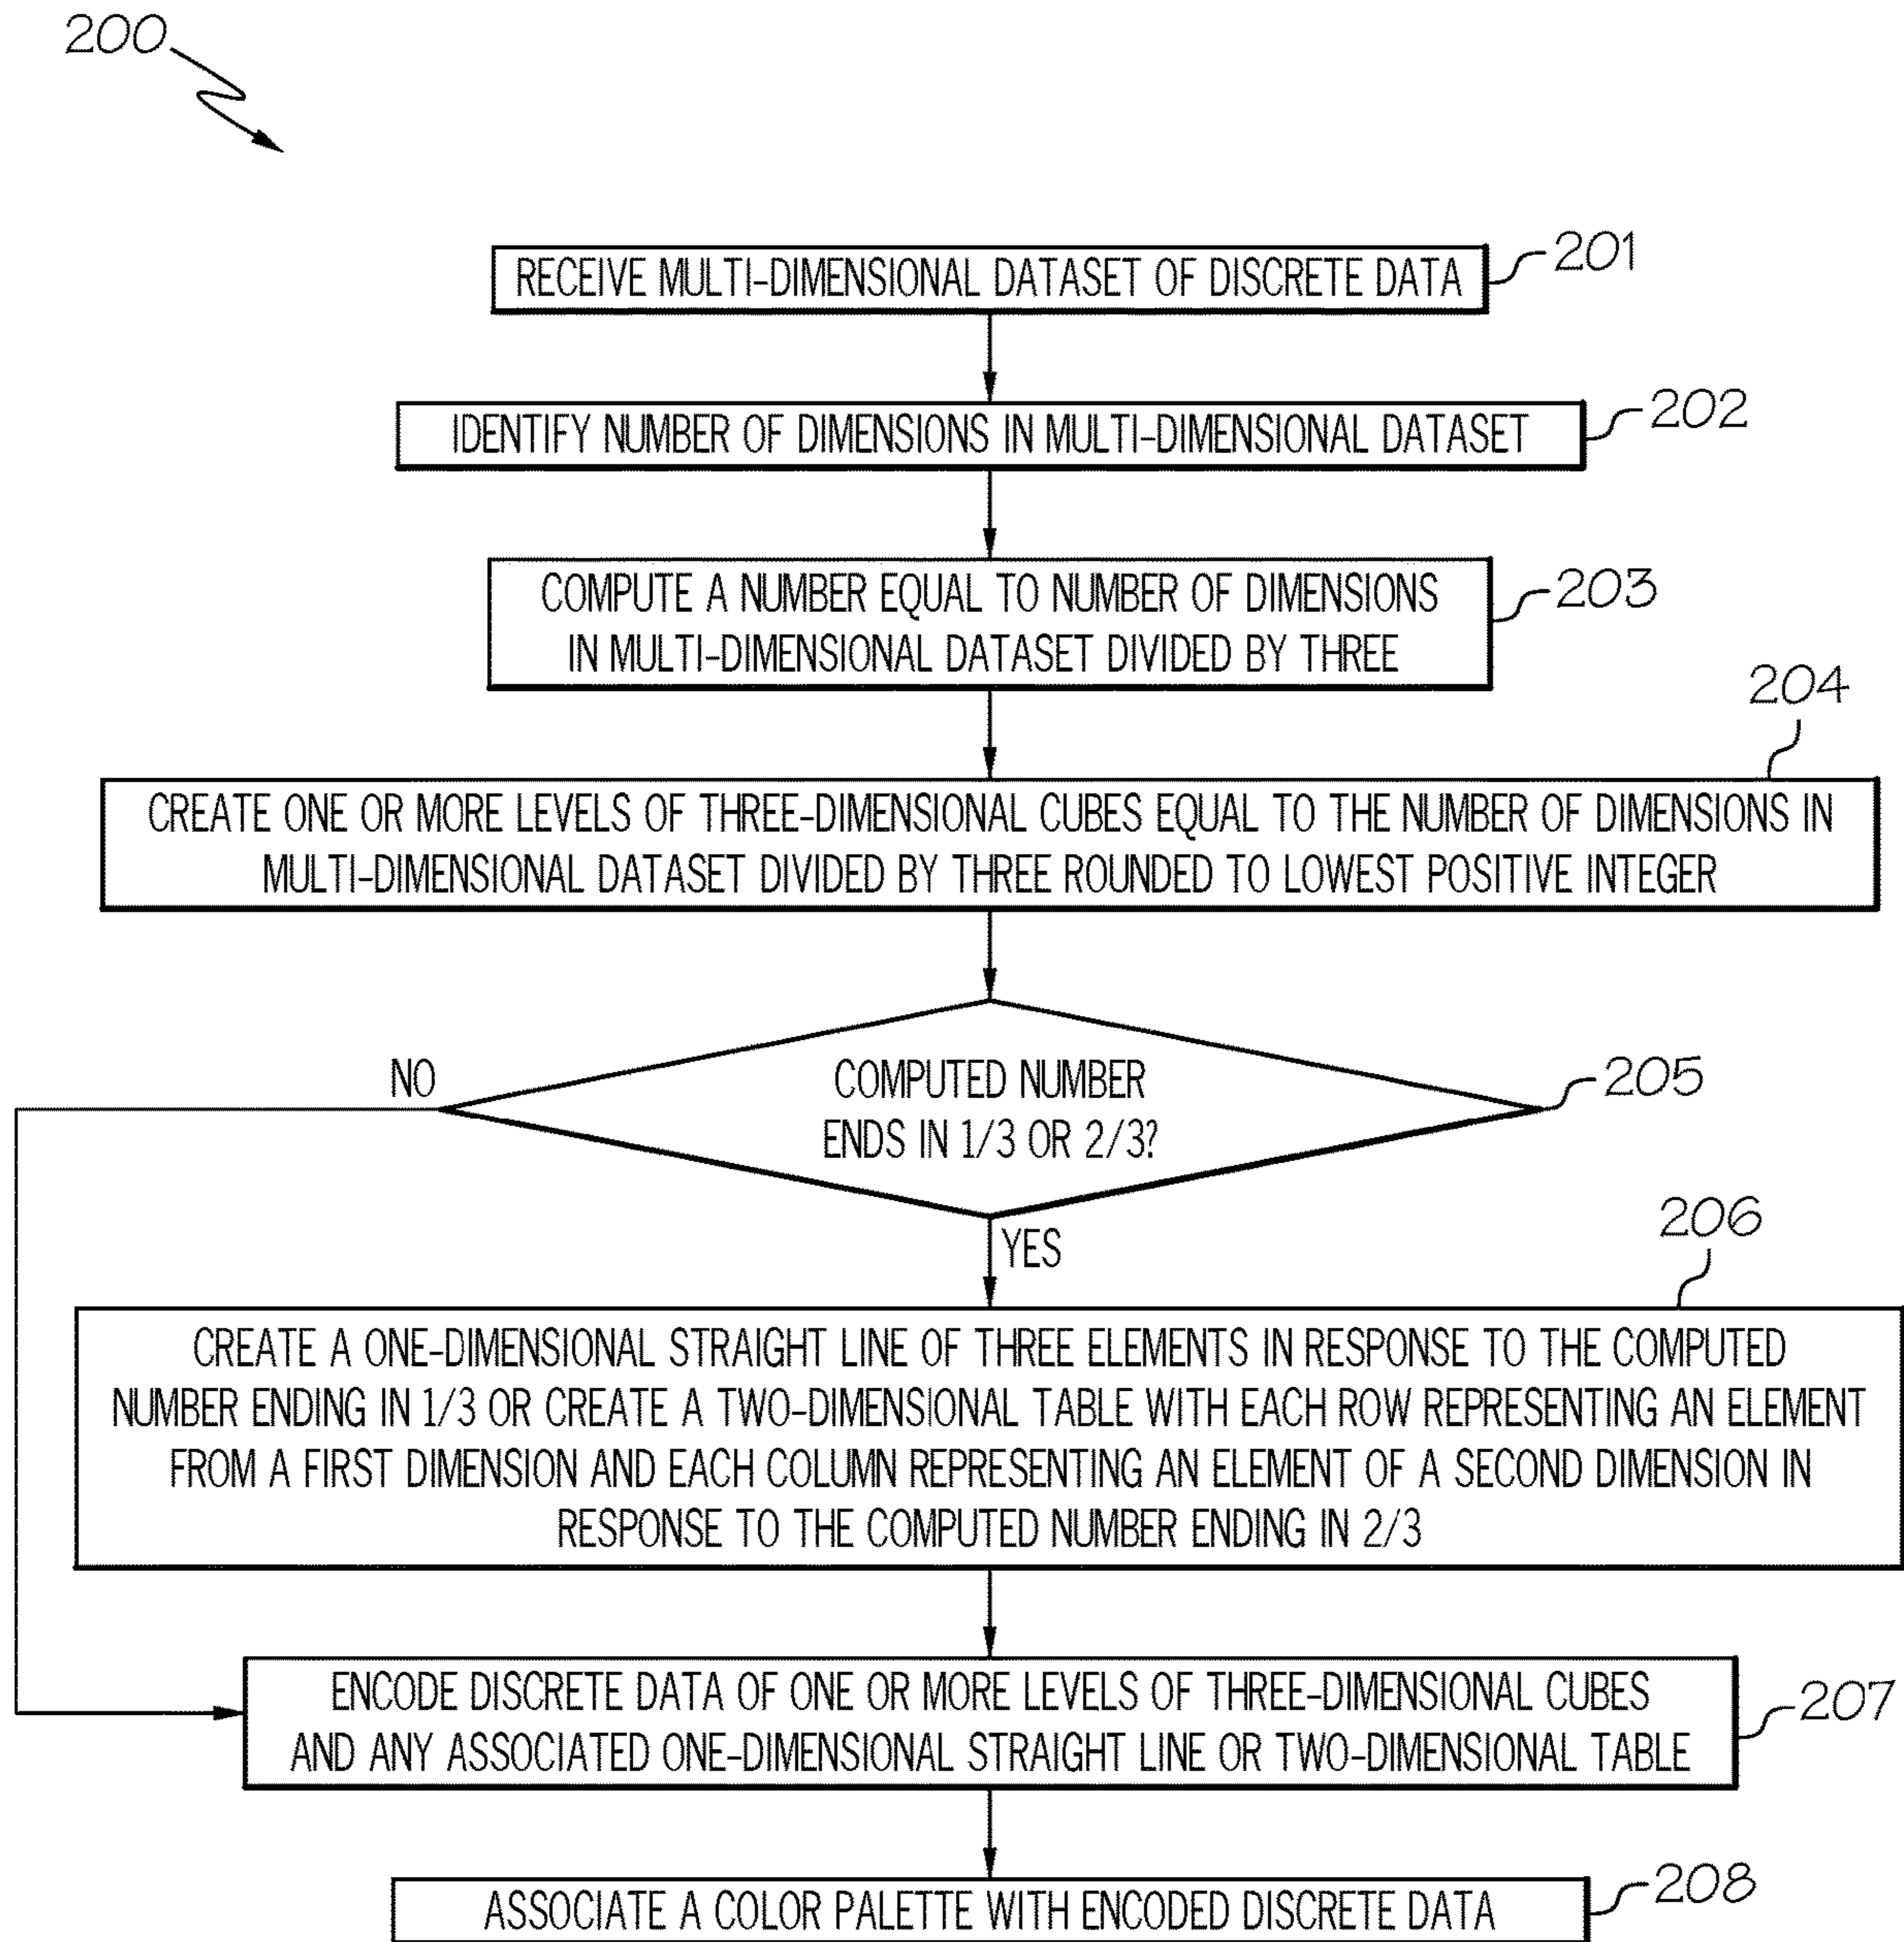 200
RECEIVE MULTI-DIMENSIONAL DATASET OF DISCRETE DATA
201
IDENTIFY NUMBER OF DIMENSIONS IN MULTI-DIMENSIONAL DATASET
202
COMPUTE A NUMBER EQUAL TO NUMBER OF DIMENSIONS
IN MULTI-DIMENSIONAL DATASET DIVIDED BY THREE
203
204
CREATE ONE OR MORE LEVELS OF THREE-DIMENSIONAL CUBES EQUAL TO THE NUMBER OF DIMENSIONS IN
MULTI-DIMENSIONAL DATASET DIVIDED BY THREE ROUNDED TO LOWEST POSITIVE INTEGER
NO
COMPUTED NUMBER
ENDS IN 1/3 OR 2/3?
205
YES
206
CREATE A ONE-DIMENSIONAL STRAIGHT LINE OF THREE ELEMENTS IN RESPONSE TO THE COMPUTED
NUMBER ENDING IN 1/3 OR CREATE A TWO-DIMENSIONAL TABLE WITH EACH ROW REPRESENTING AN ELEMENT
FROM A FIRST DIMENSION AND EACH COLUMN REPRESENTING AN ELEMENT OF A SECOND DIMENSION IN
RESPONSE TO THE COMPUTED NUMBER ENDING IN 2/3
ENCODE DISCRETE DATA OF ONE OR MORE LEVELS OF THREE-DIMENSIONAL CUBES
AND ANY ASSOCIATED ONE-DIMENSIONAL STRAIGHT LINE OR TWO-DIMENSIONAL TABLE
207
ASSOCIATE A COLOR PALETTE WITH ENCODED DISCRETE DATA
208